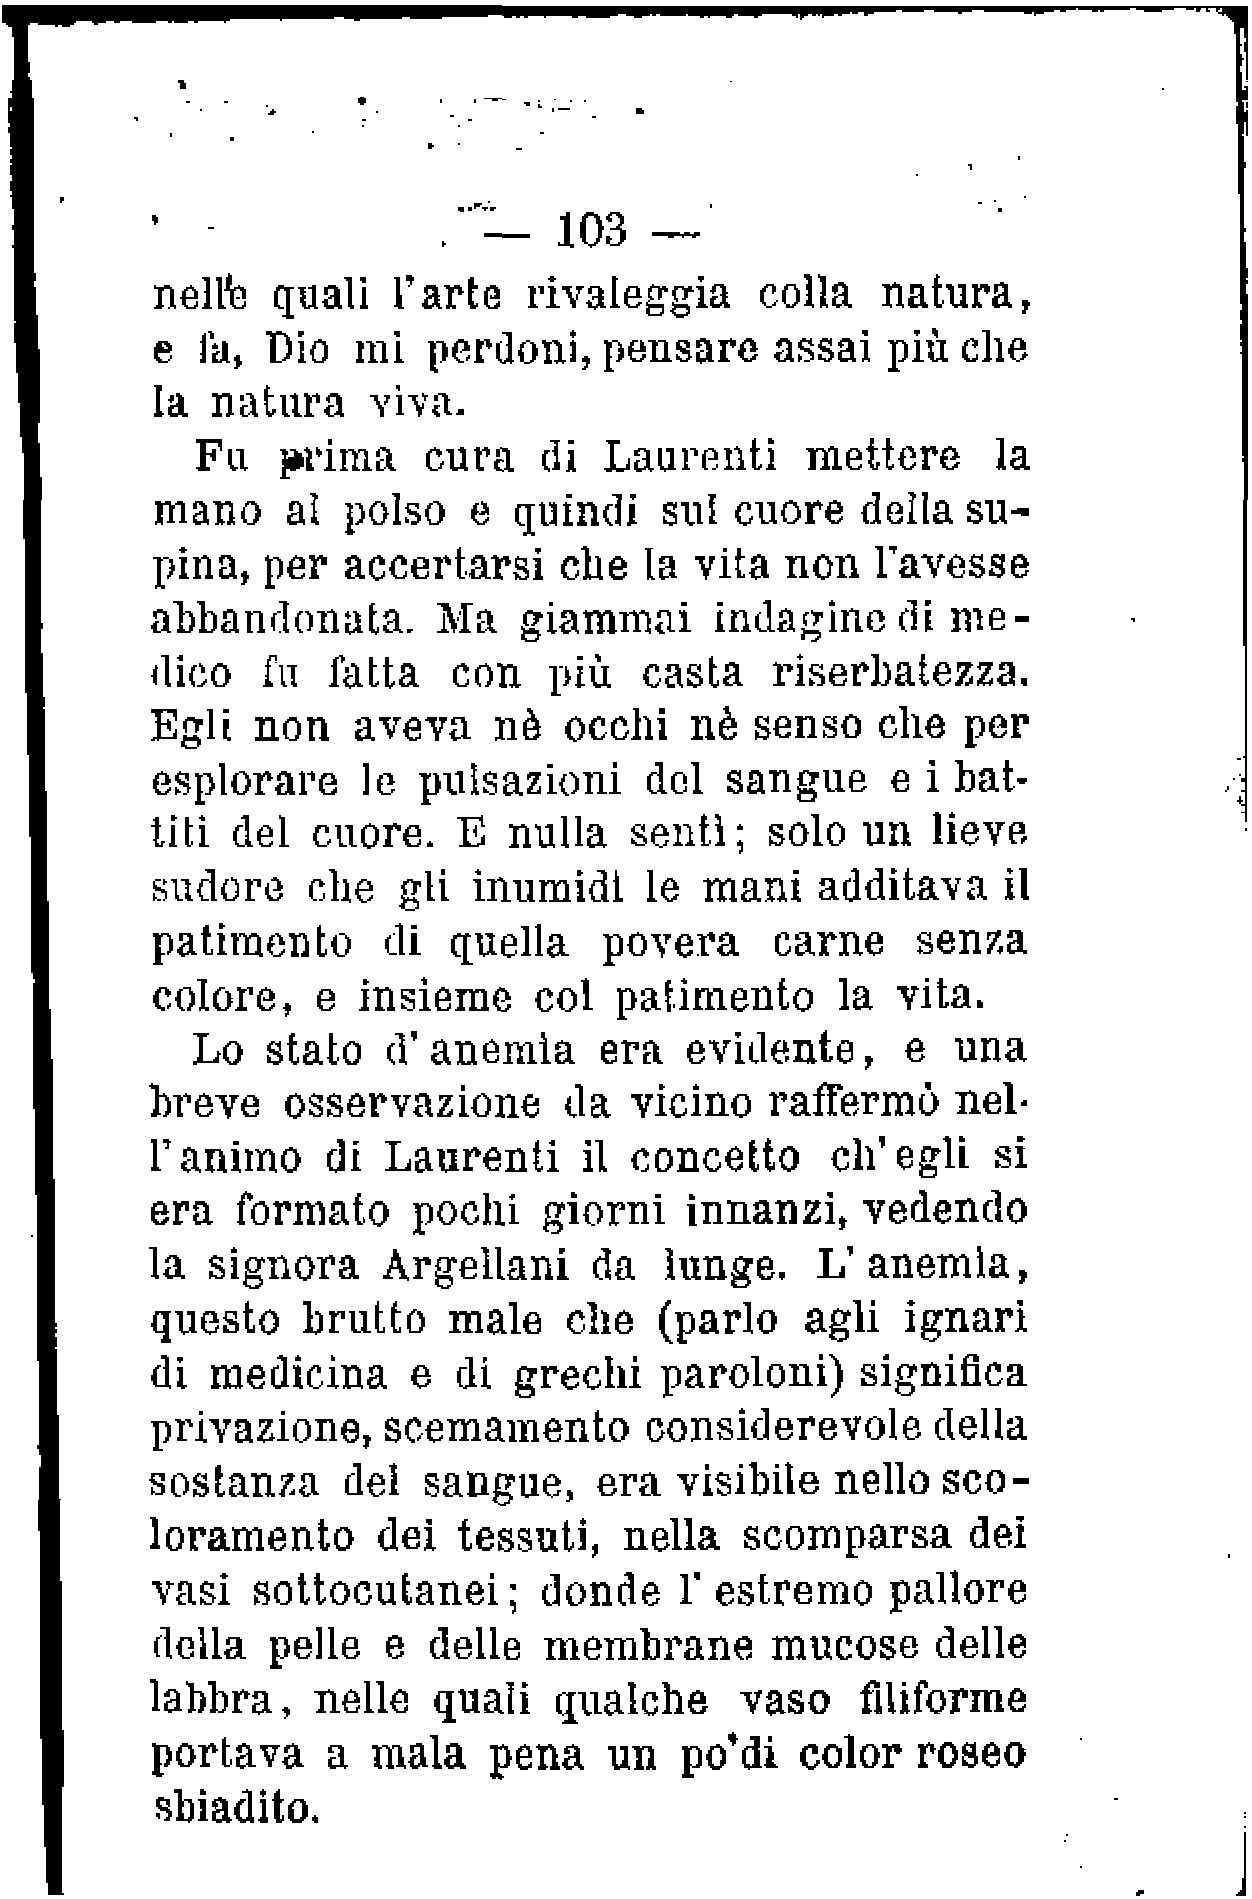 — 103 —
nelle quali l'arte rivaleggia colla natura,
e fa, Dio mi perdoni, pensare assai più che
la natura viva.
Fu prima cura di Laurenti mettere la
mano al polso e quindi sul cuore della su-
pina, per accertarsi che la vita non l'avesse
abbandonata. Ma giammai indagine di me-
dico fu fatta con più casta riserbatezza.
Egli non aveva nè occhi nè senso che per
esplorare le pulsazioni del sangue e i bat-
titi del cuore. E nulla sentì; solo un lieve
sudore che gli inumidì le mani additava il
patimento di quella povera carne senza
colore, e insieme col patimento la vita.
Lo stato d'anemìa era evidente, e una
breve osservazione da vicino raffermò nel-
l'animo di Laurenti il concetto ch'egli si
era formato pochi giorni innanzi, vedendo
la signora Argellani da lunge. L'anemìa,
questo brutto male che (parlo agli ignari
di medicina e di grechi paroloni) significa
privazione, scemamento considerevole della
sostanza del sangue, era visibile nello sco-
loramento dei tessuti, nella scomparsa dei
vasi sottocutanei; donde l'estremo pallore
della pelle e delle membrane mucose delle
labbra, nelle quali qualche vaso filiforme
portava a mala pena un po'di color roseo
sbiadito.